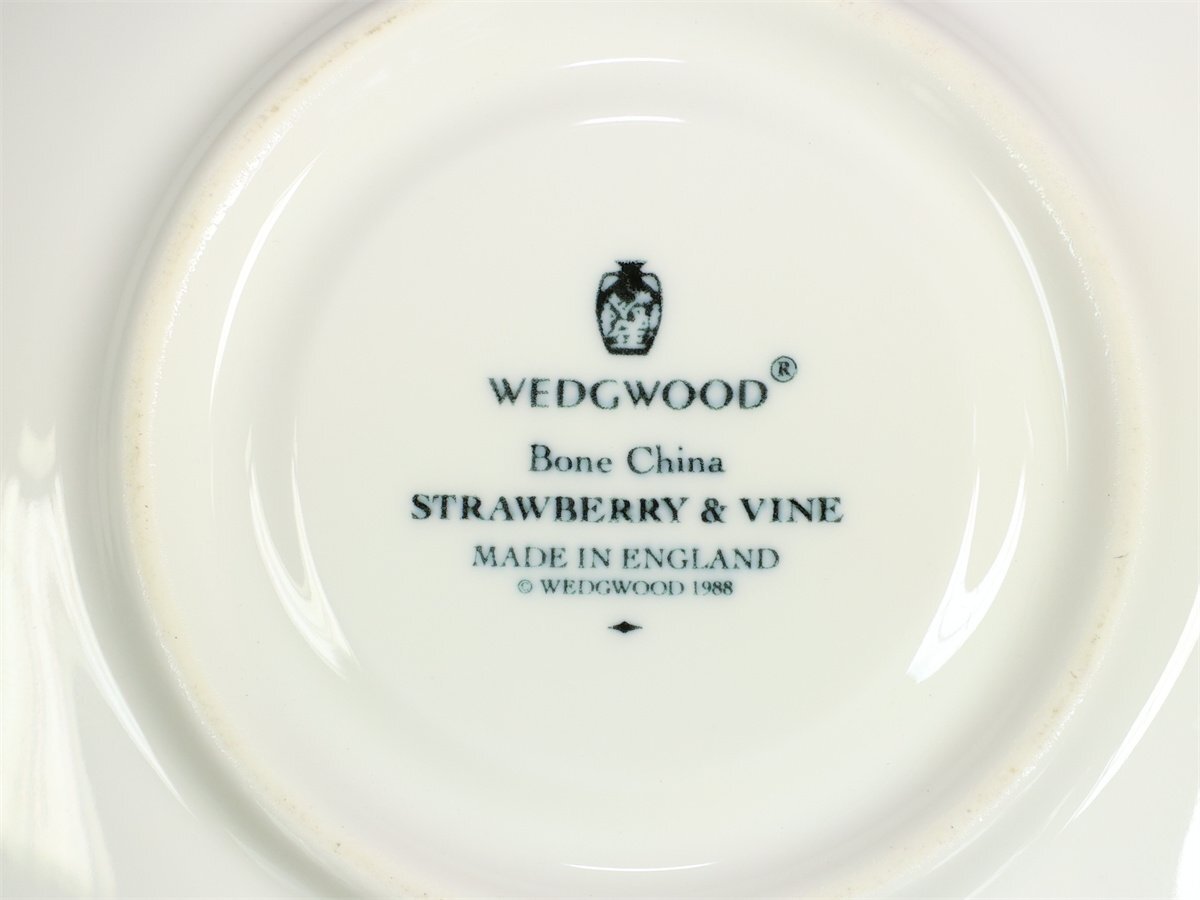 WEDGWOOD®
Bone China
STRAWBERRY & VINE
MADE IN ENGLAND
© WEDGWOOD 1988